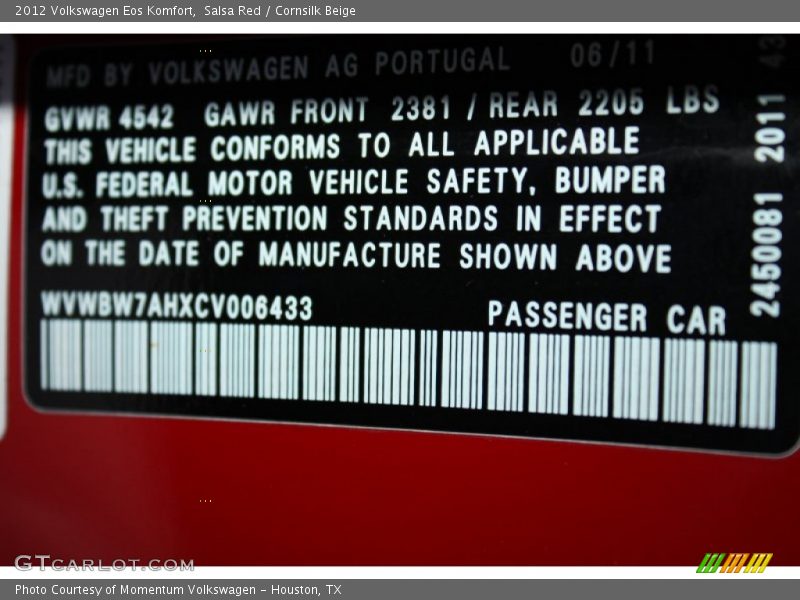 2012 Volkswagen Eos Komfort, Salsa Red / Cornsilk Beige
MFD BY VOLKSWAGEN AG PORTUGAL 06/11
GVWR 4542 GAWR FRONT 2381 / REAR 2205 LBS
THIS VEHICLE CONFORMS TO ALL APPLICABLE
U.S. FEDERAL MOTOR VEHICLE SAFETY, BUMPER
AND THEFT PREVENTION STANDARDS IN EFFECT
ON THE DATE OF MANUFACTURE SHOWN ABOVE
WVWBW7AHXCV006433 PASSENGER CAR
2450081 2011 43
GTCARLOT.COM
Photo Courtesy of Momentum Volkswagen - Houston, TX